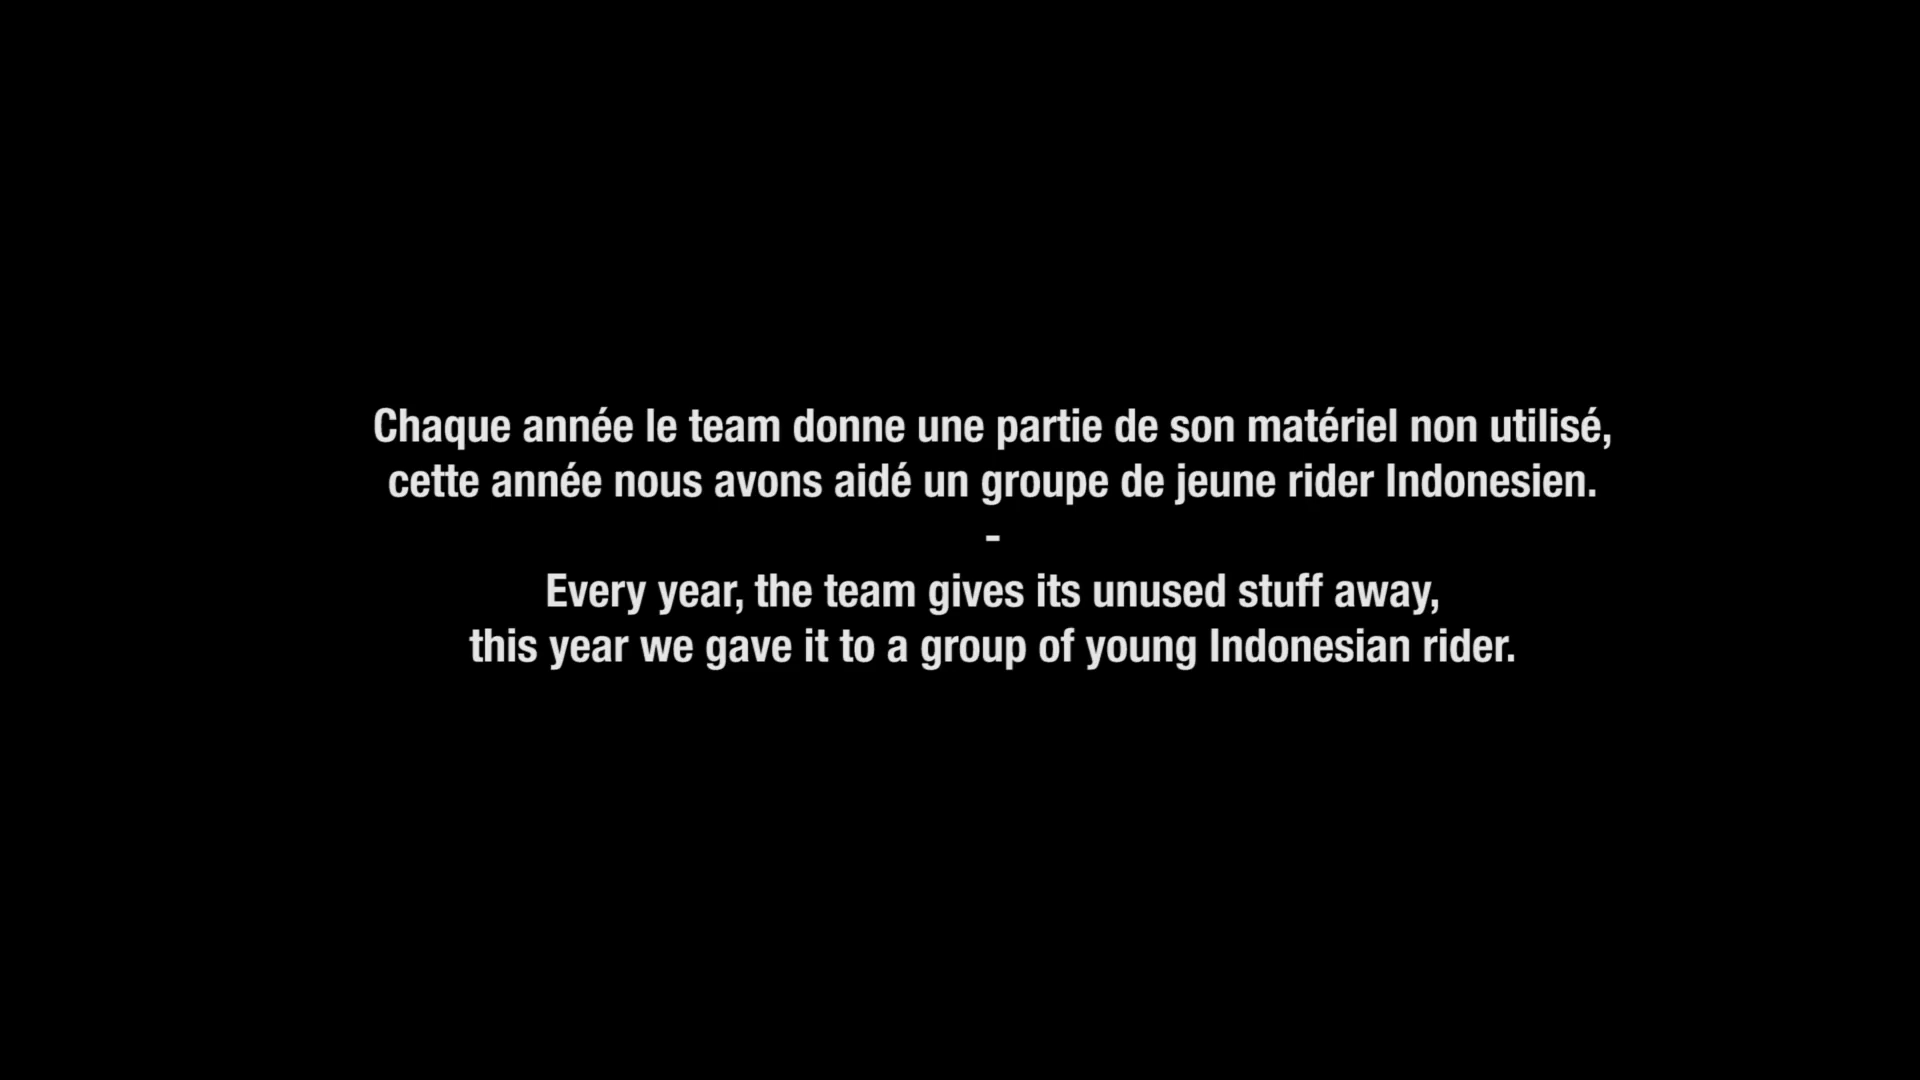 Chaque année le team donne une partie de son matériel non utilisé,
cette année nous avons aidé un groupe de jeune rider Indonesien.
-
Every year, the team gives its unused stuff away,
this year we gave it to a group of young Indonesian rider.